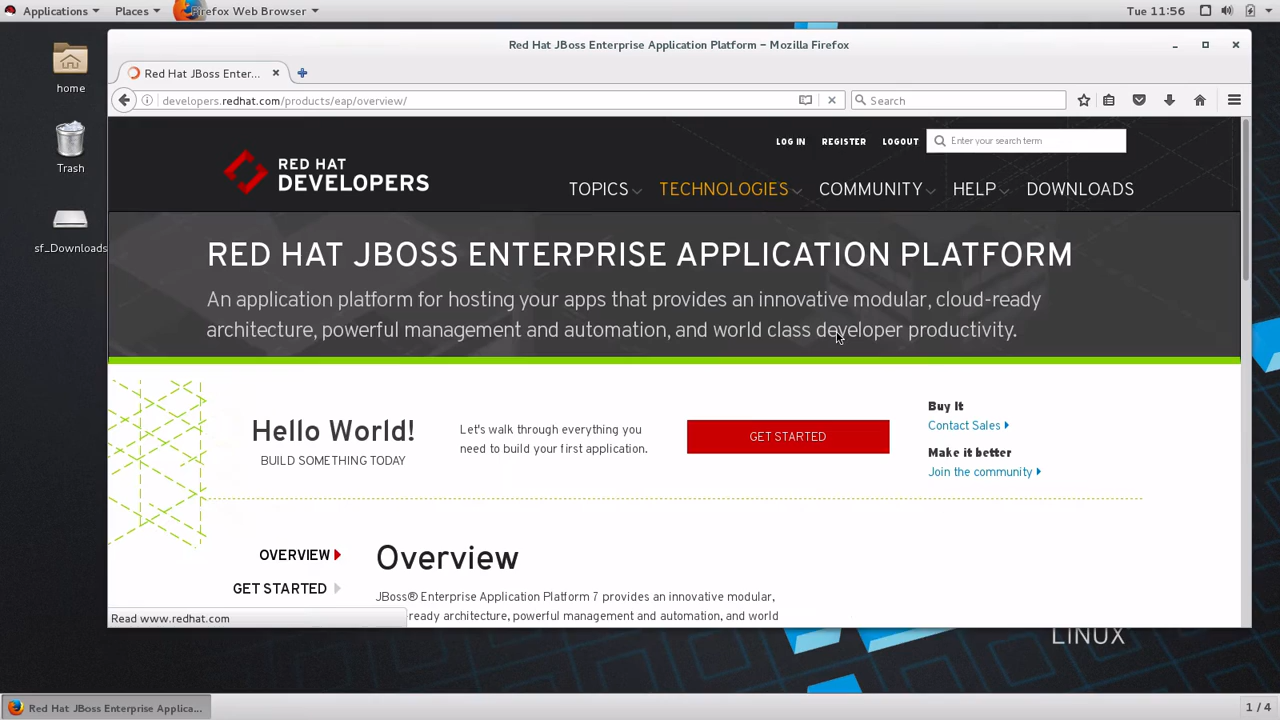 Applications Places Firefox Web Browser Tue 11:56
home
Trash
sf_Downloads
Red Hat JBoss Enterprise Application Platform – Mozilla Firefox
Red Hat JBoss Enter...
developers.redhat.com/products/eap/overview/ Search
LOG IN REGISTER LOGOUT Enter your search term
RED HAT
DEVELOPERS
TOPICS TECHNOLOGIES COMMUNITY HELP DOWNLOADS
RED HAT JBOSS ENTERPRISE APPLICATION PLATFORM
An application platform for hosting your apps that provides an innovative modular, cloud-ready
architecture, powerful management and automation, and world class developer productivity.
Hello World!
BUILD SOMETHING TODAY
Let's walk through everything you
need to build your first application.
GET STARTED
Buy It
Contact Sales
Make it better
Join the community
OVERVIEW
GET STARTED
Overview
JBoss® Enterprise Application Platform 7 provides an innovative modular,
-ready architecture, powerful management and automation, and world
Read www.redhat.com
LINUX
Red Hat JBoss Enterprise Applica... 1 / 4